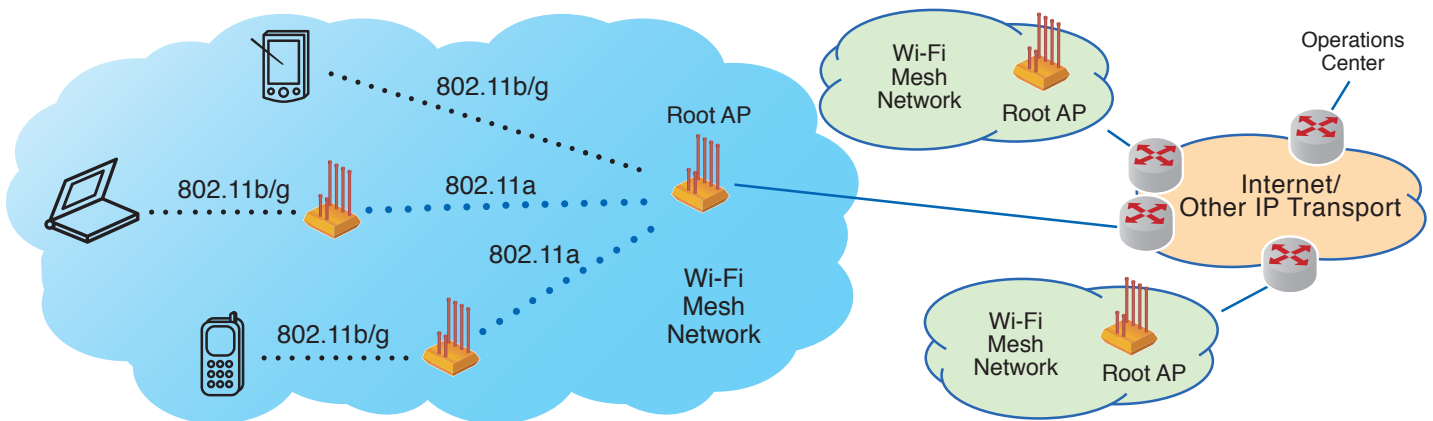 802.11b/g
Root AP
802.11b/g
802.11a
802.11a
802.11b/g
Wi-Fi
Mesh
Network
Wi-Fi
Mesh
Network
Root AP
Operations
Center
Internet/
Other IP Transport
Wi-Fi
Mesh
Network
Root AP